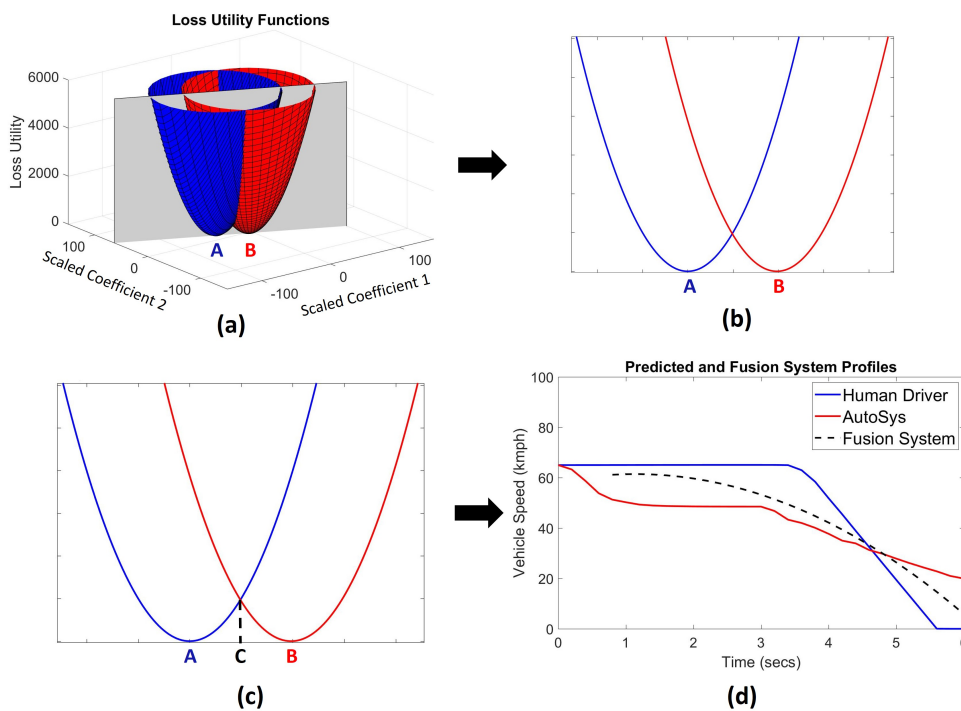 Loss Utility Functions
6000
4000
2000
0
Loss Utility
100
0
-100
Scaled Coefficient 2
-100
0
100
Scaled Coefficient 1
A B
(a)
A B
(b)
A C B
(c)
Predicted and Fusion System Profiles
100
80
60
40
20
0
Vehicle Speed (kmph)
Human Driver
AutoSys
Fusion System
0 1 2 3 4 5
Time (secs)
(d)